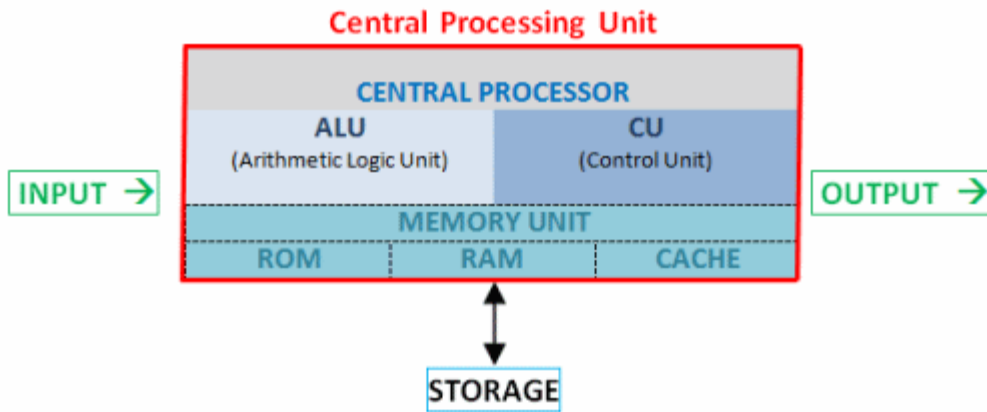 Central Processing Unit
CENTRAL PROCESSOR
ALU
(Arithmetic Logic Unit)
CU
(Control Unit)
INPUT →
OUTPUT →
MEMORY UNIT
ROM
RAM
CACHE
STORAGE